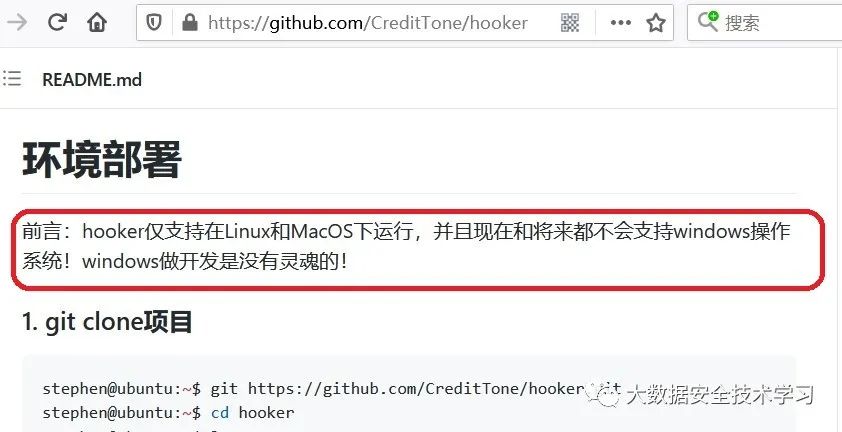 https://github.com/CreditTone/hooker
搜索
README.md
环境部署
前言：hooker仅支持在Linux和MacOS下运行，并且现在和将来都不会支持windows操作
系统！windows做开发是没有灵魂的！
1. git clone项目
stephen@ubuntu:~$ git https://github.com/CreditTone/hooker.git
大数据安全技术学习
stephen@ubuntu:~$ cd hooker